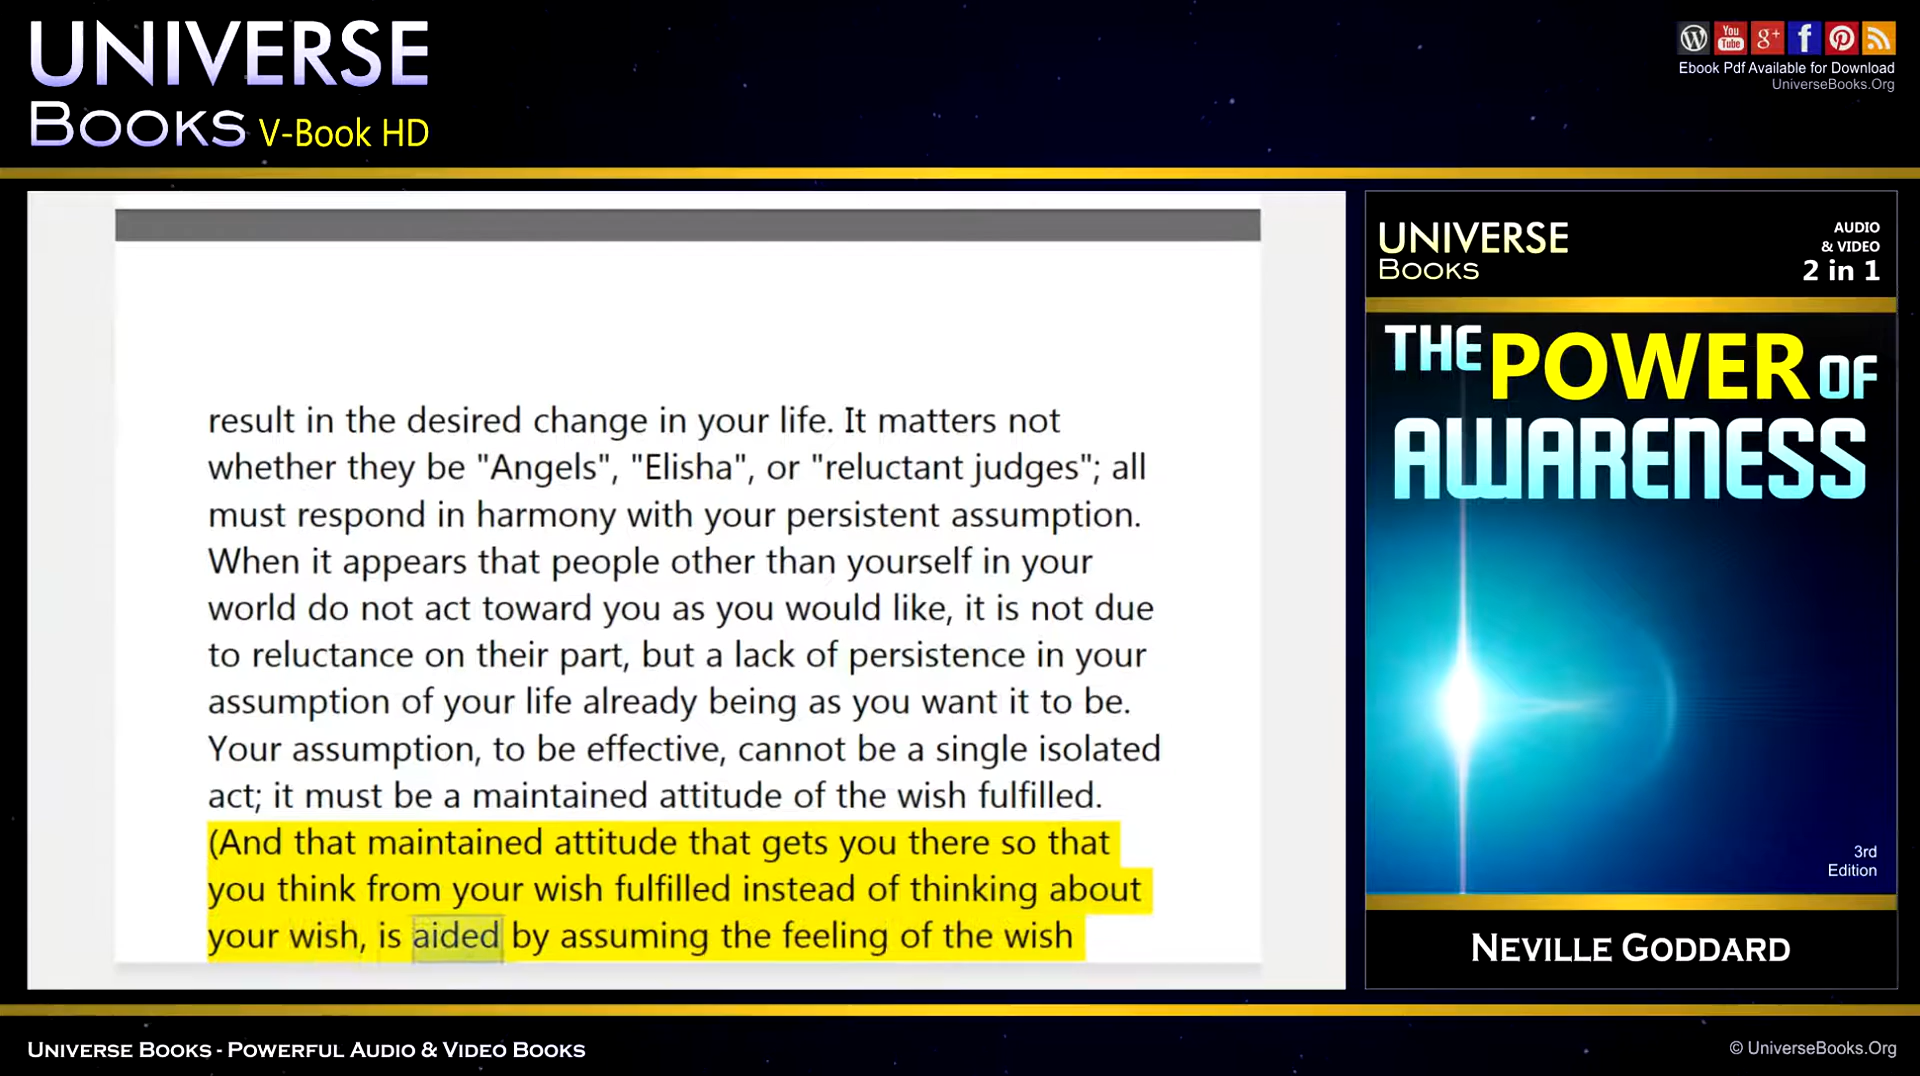 UNIVERSE
BOOKS V-Book HD
You
Tube
g+
f
Ebook Pdf Available for Download
UniverseBooks.Org
result in the desired change in your life. It matters not
whether they be "Angels", "Elisha", or "reluctant judges"; all
must respond in harmony with your persistent assumption.
When it appears that people other than yourself in your
world do not act toward you as you would like, it is not due
to reluctance on their part, but a lack of persistence in your
assumption of your life already being as you want it to be.
Your assumption, to be effective, cannot be a single isolated
act; it must be a maintained attitude of the wish fulfilled.
(And that maintained attitude that gets you there so that
you think from your wish fulfilled instead of thinking about
your wish, is aided by assuming the feeling of the wish
UNIVERSE
BOOKS
AUDIO
& VIDEO
2 in 1
THE POWER OF
AWARENESS
3rd
Edition
NEVILLE GODDARD
UNIVERSE BOOKS - POWERFUL AUDIO & VIDEO BOOKS
© UniverseBooks.Org